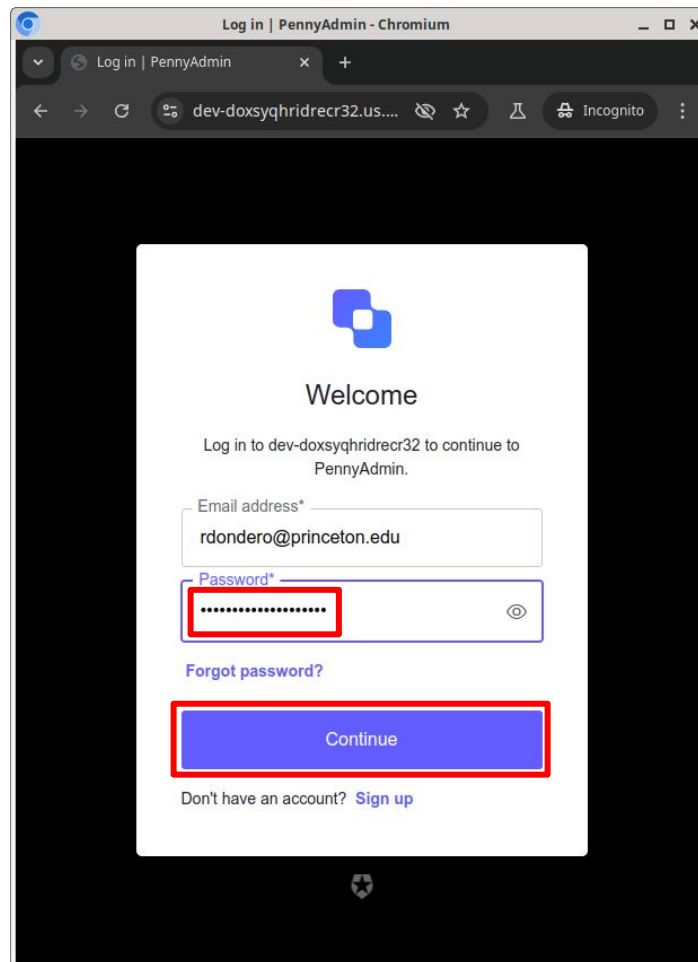 Log in | PennyAdmin - Chromium
Log in | PennyAdmin
dev-doxsyqhridrecr32.us....
Incognito
Welcome
Log in to dev-doxsyqhridrecr32 to continue to
PennyAdmin.
Email address*
rdondero@princeton.edu
Password*
••••••••••••••••••••
Forgot password?
Continue
Don't have an account? Sign up